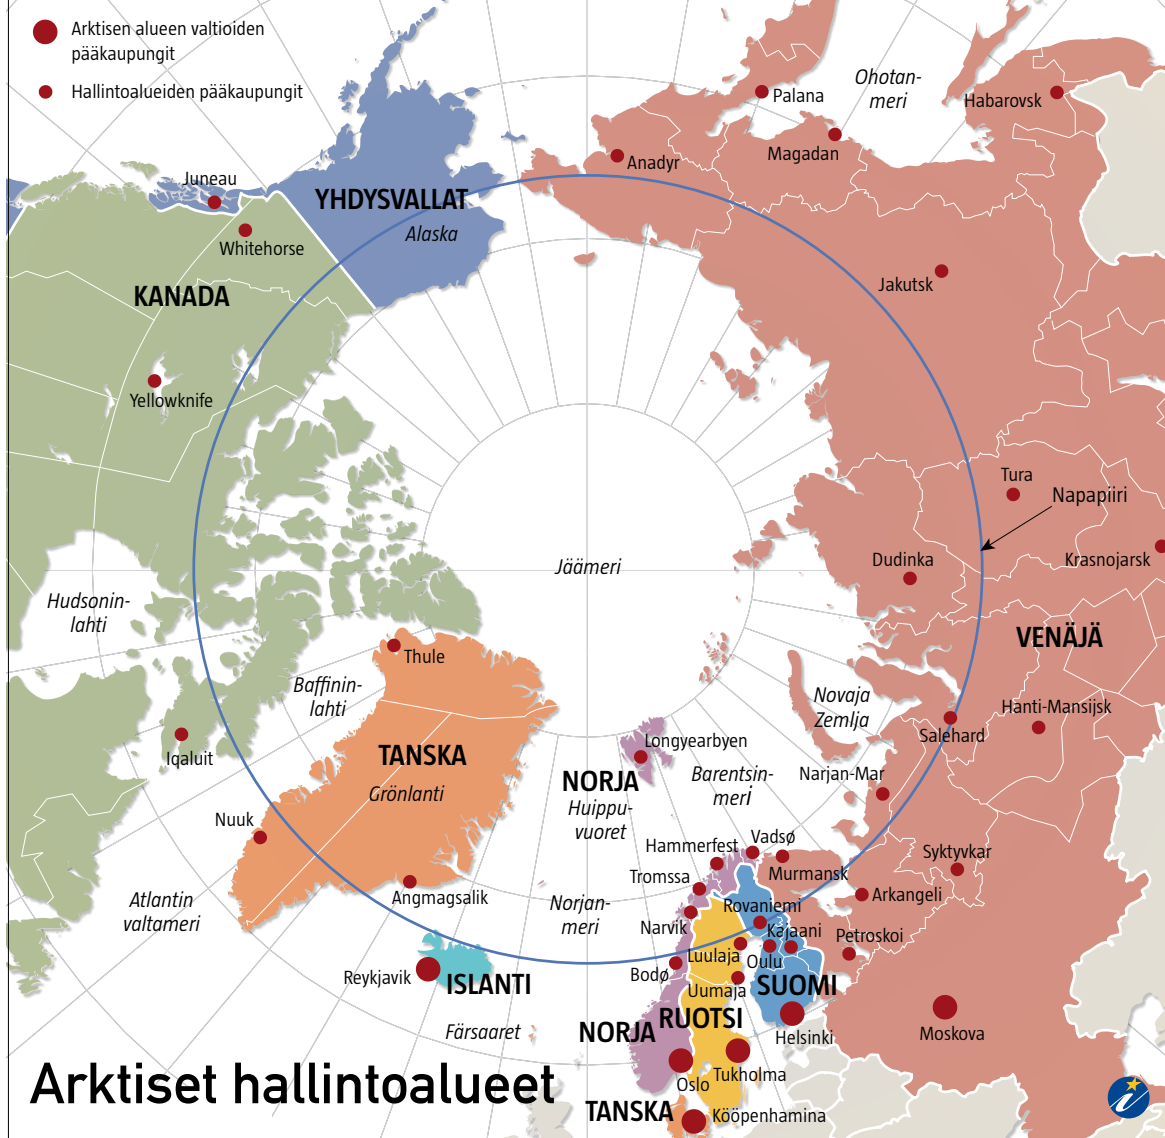 Arktisen alueen valtioiden
pääkaupungit
Hallintoalueiden pääkaupungit
Palana
Ohotan-
meri
Habarovsk
Magadan
Anadyr
Juneau
YHDYSVALLAT
Alaska
Whitehorse
KANADA
Jakutsk
Yellowknife
Tura
Napapiiri
Krasnojarsk
Dudinka
Jäämeri
Hudsonin-
lahti
VENÄJÄ
Thule
Baffinin-
lahti
Novaja
Zemlja
Hanti-Mansijsk
Salehard
Iqaluit
TANSKA
Grönlanti
Longyearbyen
NORJA
Huippu-
vuoret
Barentsin-
meri
Narjan-Mar
Nuuk
Hammerfest
Vadsø
Murmansk
Syktyvkar
Tromssa
Angmagsalik
Arkangeli
Atlantin
valtameri
Norjan-
meri
Rovaniemi
Narvik
Kajaani
Petroskoi
Luulaja
Oulu
Bodø
Reykjavik
ISLANTI
Uumaja
SUOMI
Färsaaret
NORJA
RUOTSI
Helsinki
Moskova
Arktiset hallintoalueet
Oslo
Tukholma
TANSKA
Kööpenhamina
i